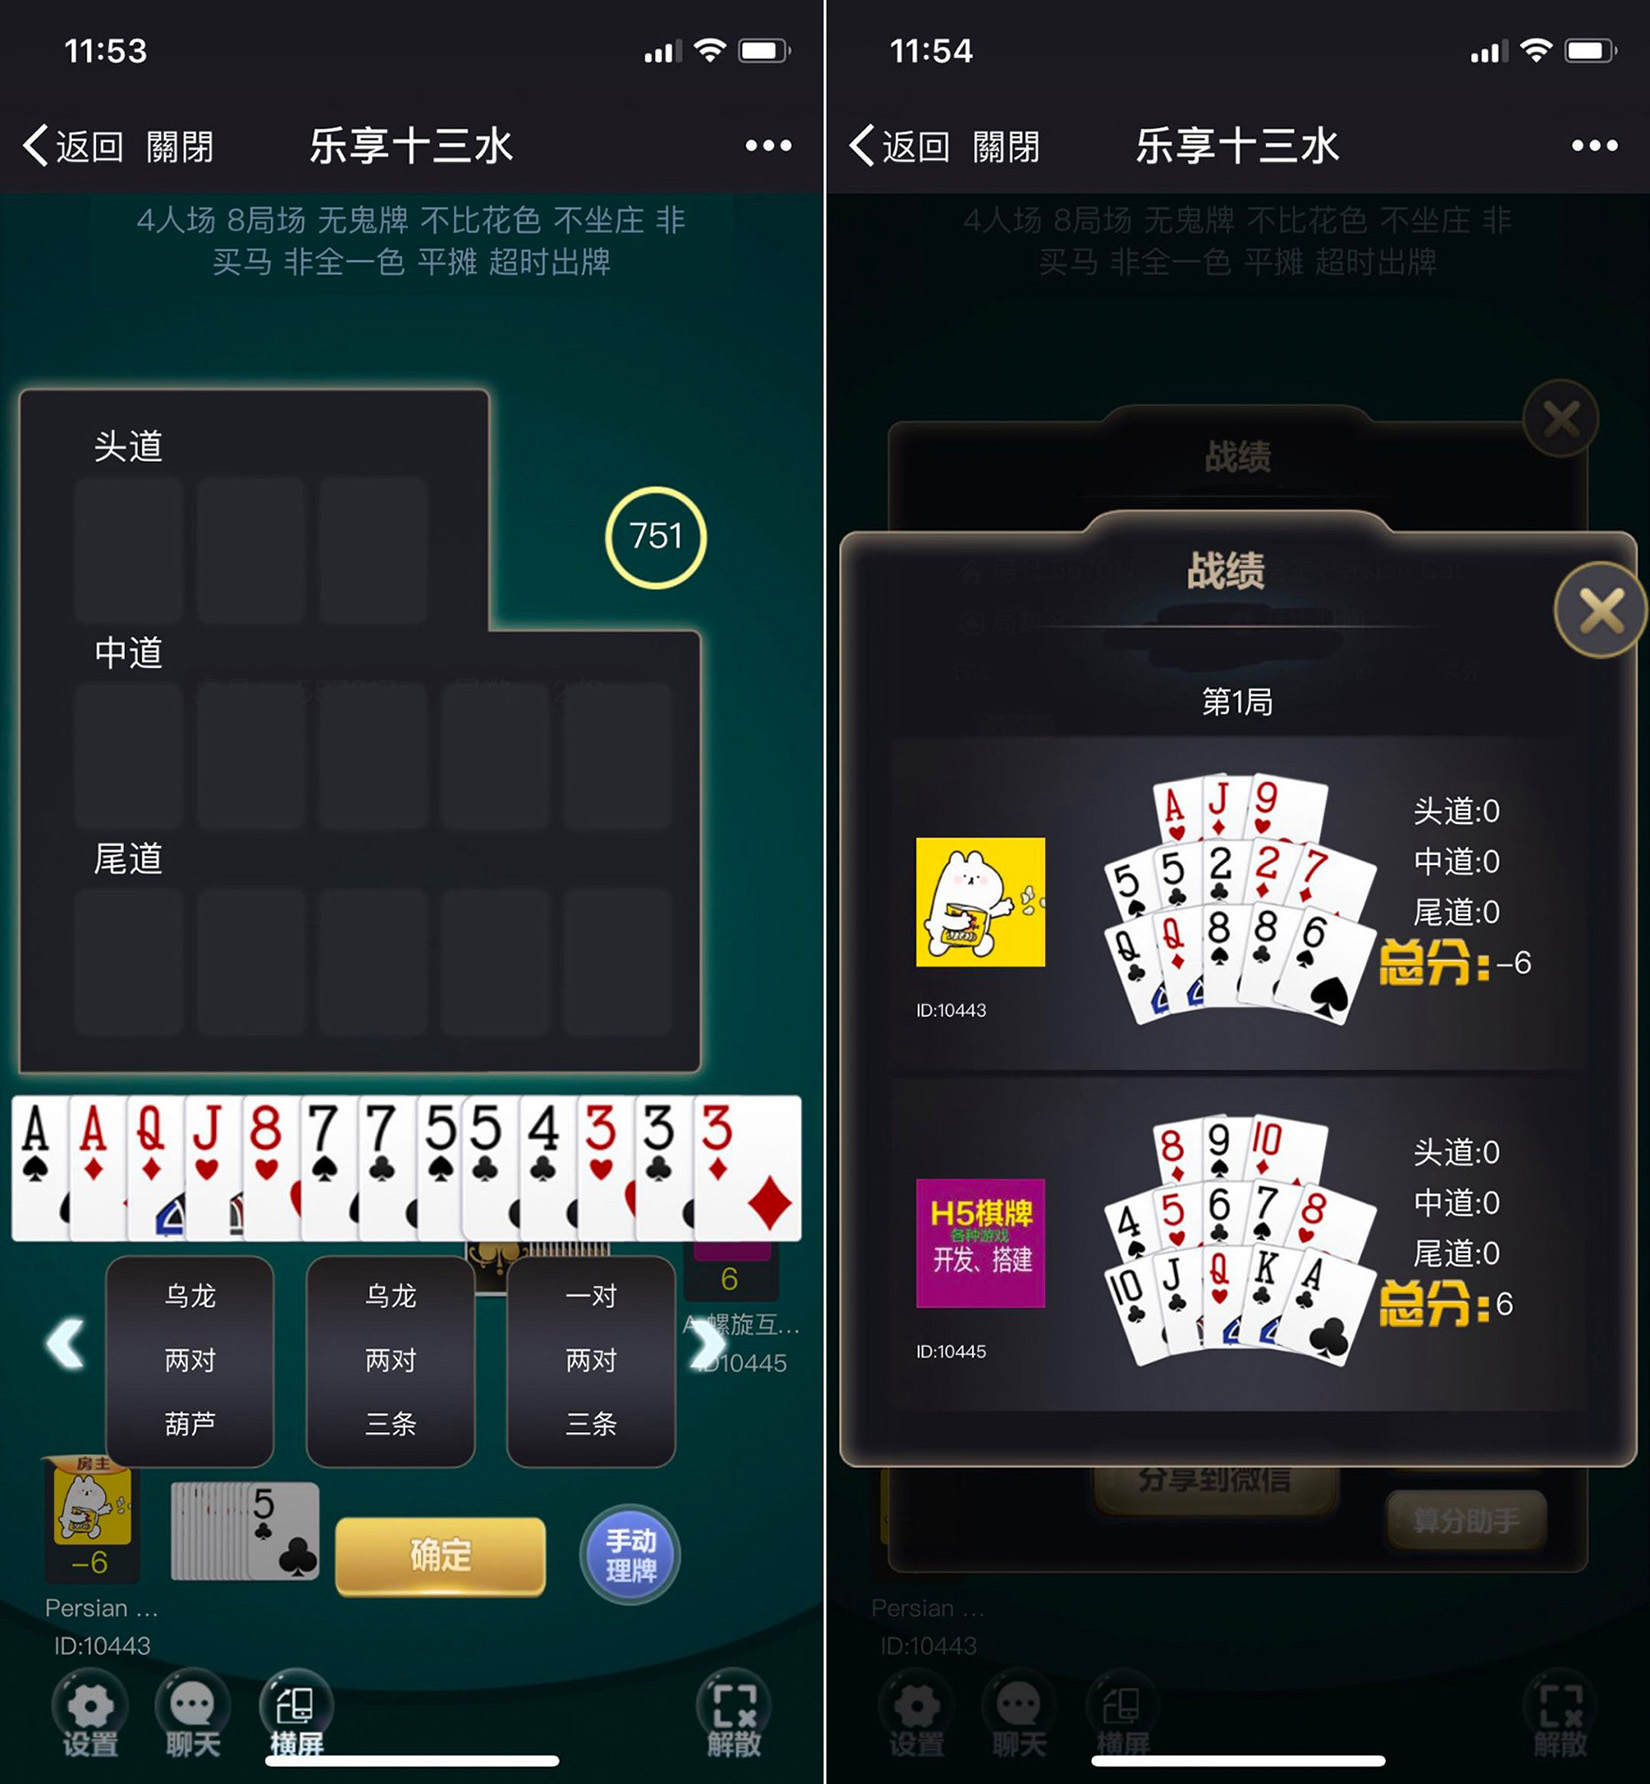 11:53
返回 關閉 乐享十三水
4人场 8局场 无鬼牌 不比花色 不坐庄 非
买马 非全一色 平摊 超时出牌
头道
751
中道
尾道
A A Q J 8 7 7 5 5 4 3 3 3
乌龙 乌龙 一对
两对 两对 两对
葫芦 三条 三条
6
螺旋互...
ID10445
房主
5
-6
确定
手动
理牌
Persian ...
ID:10443
设置 聊天 横屏 解散
11:54
返回 關閉 乐享十三水
4人场 8局场 无鬼牌 不比花色 不坐庄 非
买马 非全一色 平摊 超时出牌
战绩
战绩
第1局
A J 9
5 5 2 2 7
Q Q 8 8 6
头道:0
中道:0
尾道:0
总分:-6
ID:10443
8 9 10
4 5 6 7 8
10 J Q K A
H5棋牌
各种游戏
开发、搭建
头道:0
中道:0
尾道:0
总分:6
ID:10445
分享到微信
算分助手
Persian ...
ID:10443
设置 聊天 横屏 解散